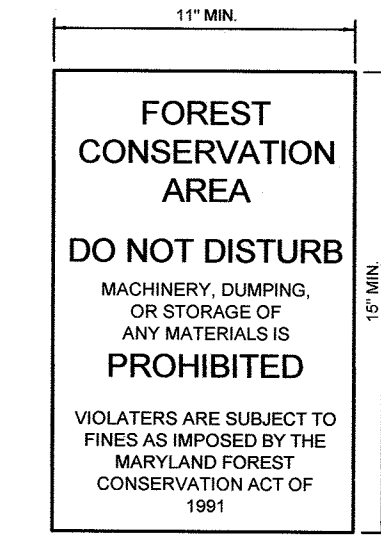 11" MIN.
FOREST
CONSERVATION
AREA
DO NOT DISTURB
MACHINERY, DUMPING,
OR STORAGE OF
ANY MATERIALS IS
PROHIBITED
VIOLATERS ARE SUBJECT TO
FINES AS IMPOSED BY THE
MARYLAND FOREST
CONSERVATION ACT OF
1991
15" MIN.